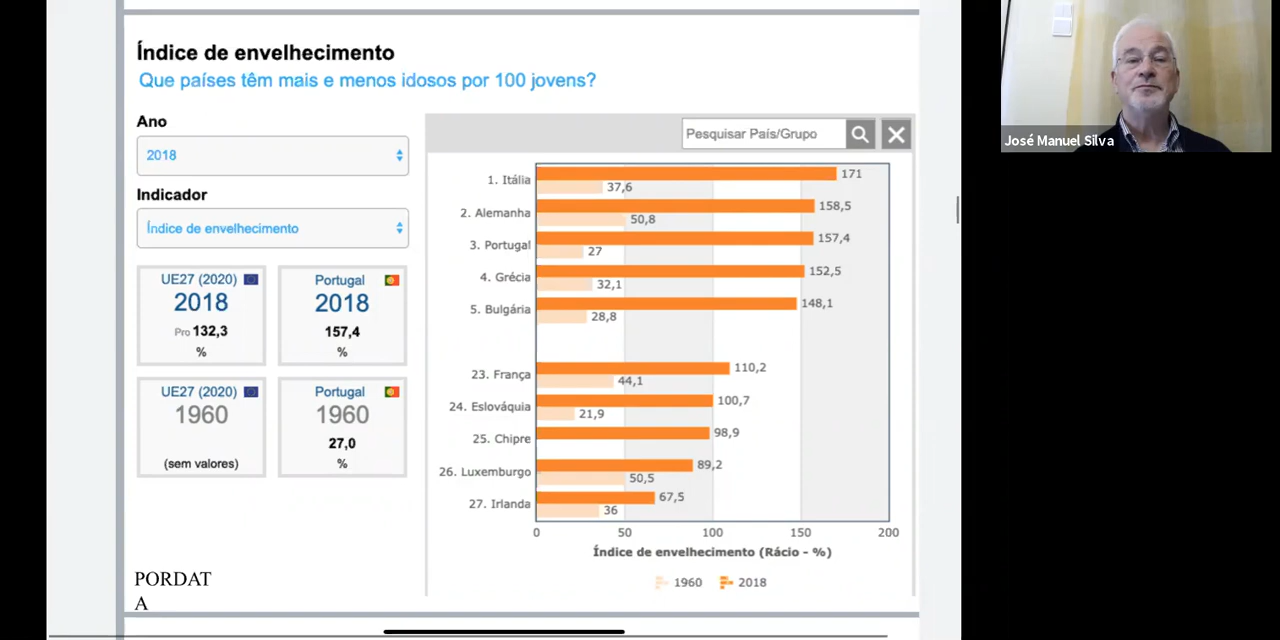 Índice de envelhecimento
Que países têm mais e menos idosos por 100 jovens?
Ano
2018
Indicador
Índice de envelhecimento
UE27 (2020)
2018
Pro 132,3
%
Portugal
2018
157,4
%
UE27 (2020)
1960
(sem valores)
Portugal
1960
27,0
%
PORDAT
A
Pesquisar País/Grupo
1. Itália 171
37,6
2. Alemanha 158,5
50,8
3. Portugal 157,4
27
4. Grécia 152,5
32,1
5. Bulgária 148,1
28,8
23. França 110,2
44,1
24. Eslováquia 100,7
21,9
25. Chipre 98,9
26. Luxemburgo 89,2
50,5
27. Irlanda 67,5
36
0 50 100 150 200
Índice de envelhecimento (Rácio - %)
1960 2018
José Manuel Silva